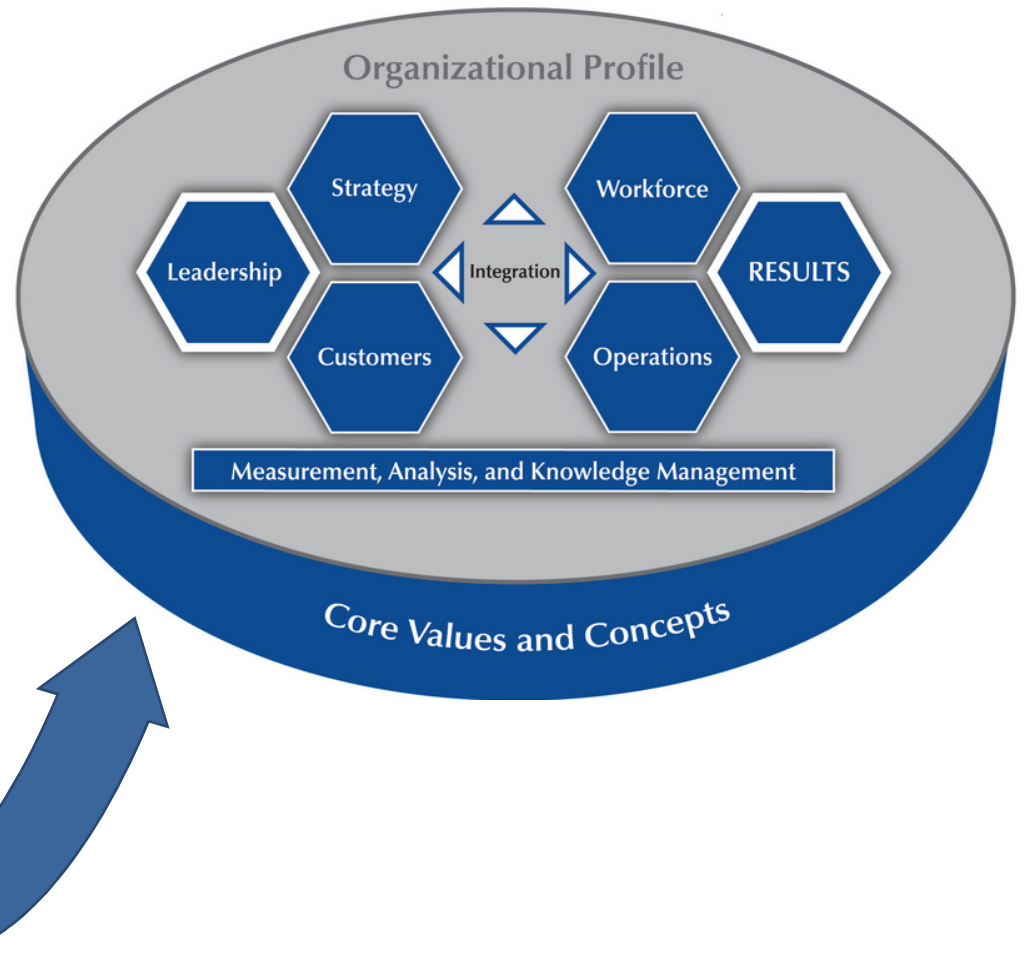 Organizational Profile
Strategy
Workforce
Leadership
Integration
RESULTS
Customers
Operations
Measurement, Analysis, and Knowledge Management
Core Values and Concepts